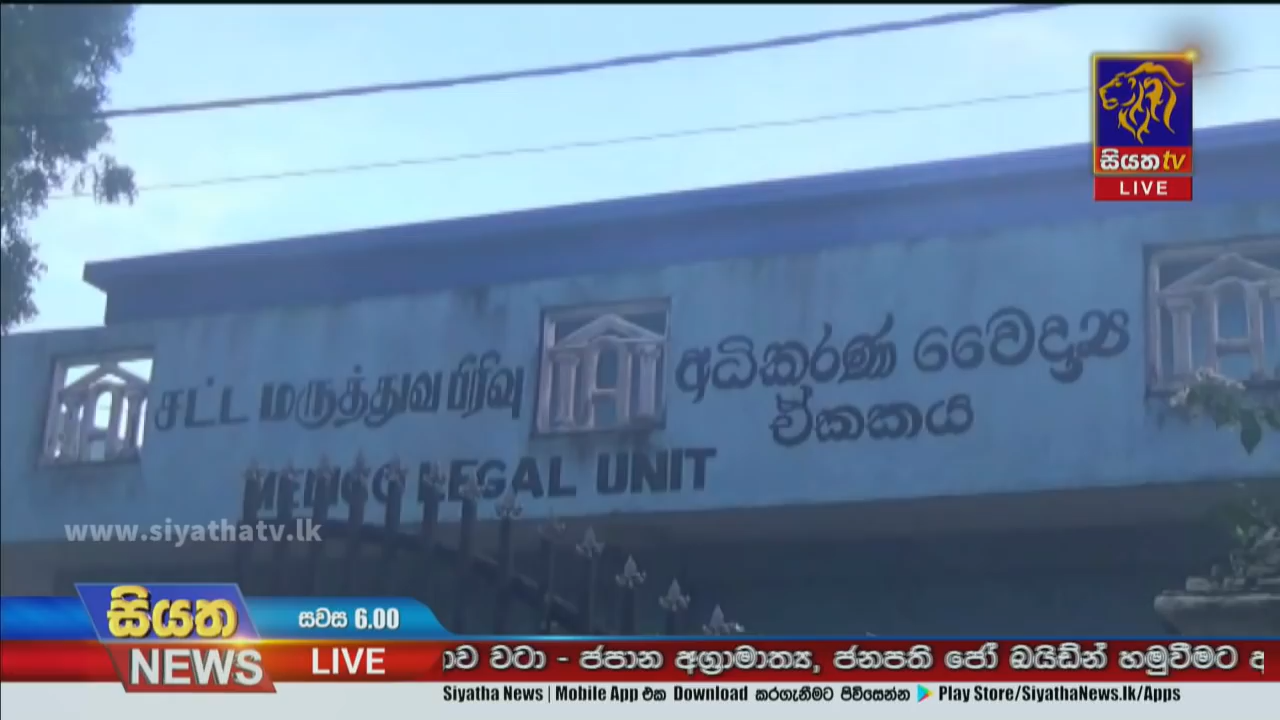 සියත tv
LIVE
சட்ட மருத்துவ பிரிவு
අධිකරණ වෛද්‍ය
ඒකකය
MEDICO LEGAL UNIT
www.siyathatv.lk
සියත
NEWS
සවස 6.00
LIVE
වටා - ජපාන අග්‍රාමාත්‍ය, ජනපති ජෝ බයිඩ්න් හමුවීමට
Siyatha News | Mobile App එක Download කරගැනීමට පිවිසෙන්න Play Store/SiyathaNews.lk/Apps